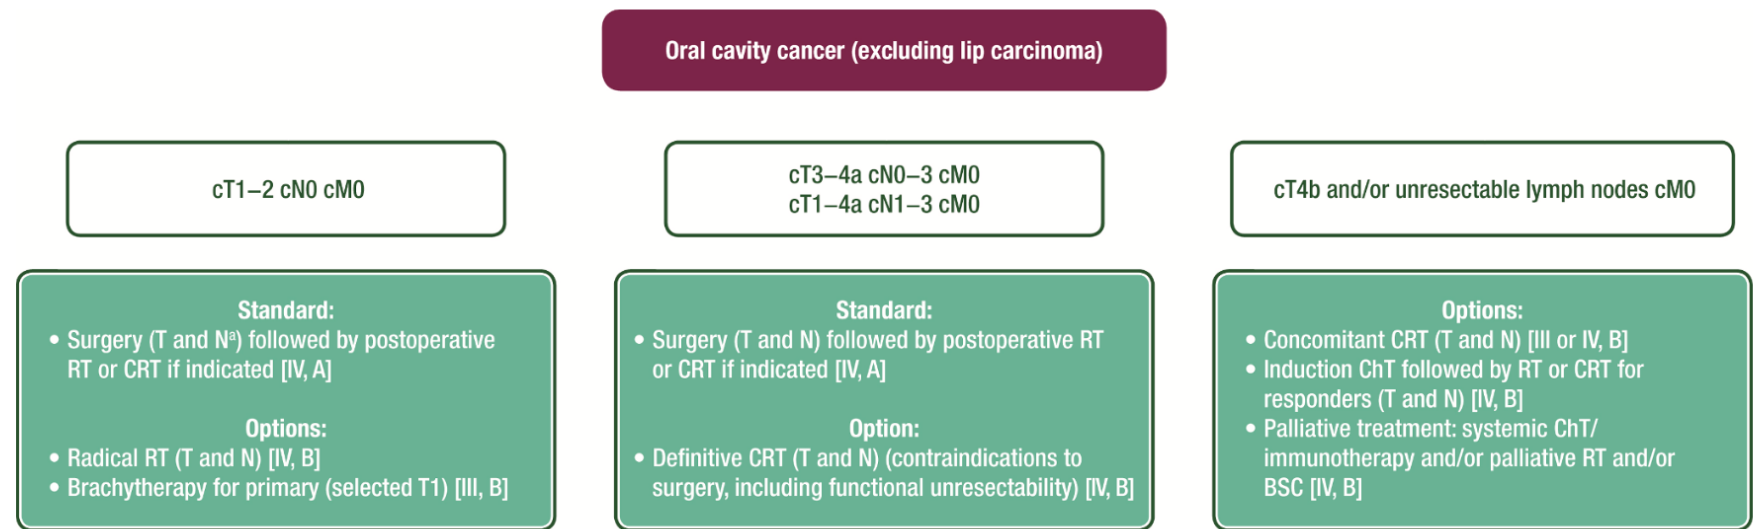 Oral cavity cancer (excluding lip carcinoma)
cT1–2 cN0 cM0
cT3–4a cN0–3 cM0
cT1–4a cN1–3 cM0
cT4b and/or unresectable lymph nodes cM0
Standard:
• Surgery (T and Nᵃ) followed by postoperative
RT or CRT if indicated [IV, A]
Options:
• Radical RT (T and N) [IV, B]
• Brachytherapy for primary (selected T1) [III, B]
Standard:
• Surgery (T and N) followed by postoperative RT
or CRT if indicated [IV, A]
Option:
• Definitive CRT (T and N) (contraindications to
surgery, including functional unresectability) [IV, B]
Options:
• Concomitant CRT (T and N) [III or IV, B]
• Induction ChT followed by RT or CRT for
responders (T and N) [IV, B]
• Palliative treatment: systemic ChT/
immunotherapy and/or palliative RT and/or
BSC [IV, B]